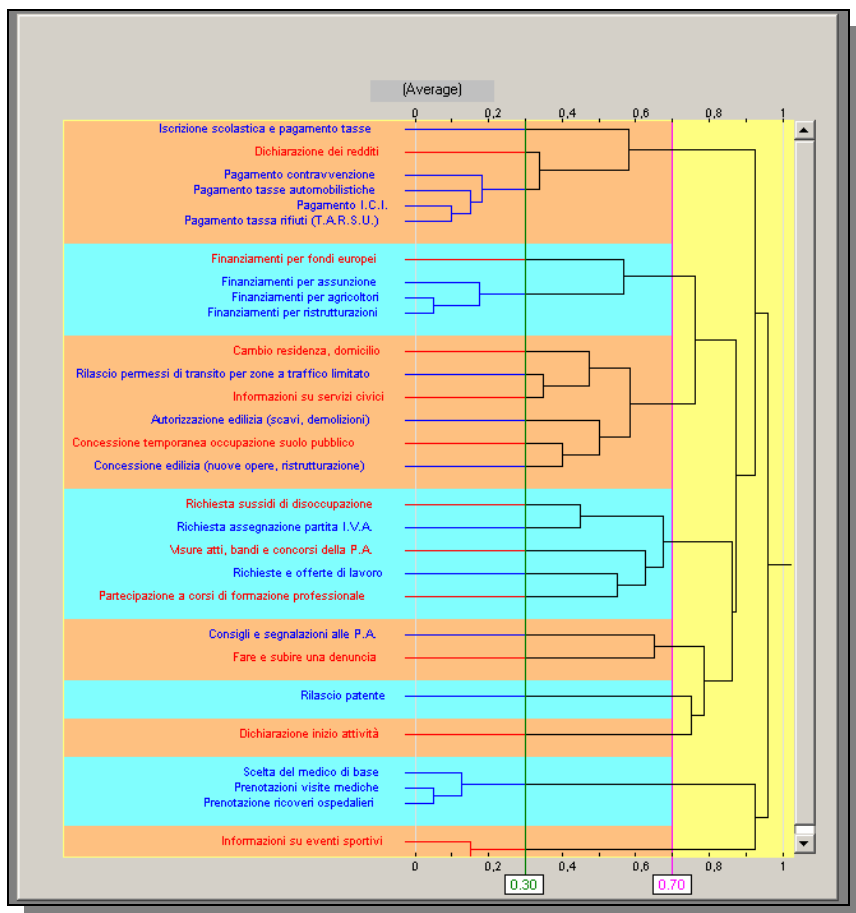 (Average)
0 0,2 0,4 0,6 0,8 1
Iscrizione scolastica e pagamento tasse
Dichiarazione dei redditi
Pagamento contravvenzione
Pagamento tasse automobilistiche
Pagamento I.C.I.
Pagamento tassa rifiuti (T.A.R.S.U.)
Finanziamenti per fondi europei
Finanziamenti per assunzione
Finanziamenti per agricoltori
Finanziamenti per ristrutturazioni
Cambio residenza, domicilio
Rilascio permessi di transito per zone a traffico limitato
Informazioni su servizi civici
Autorizzazione edilizia (scavi, demolizioni)
Concessione temporanea occupazione suolo pubblico
Concessione edilizia (nuove opere, ristrutturazione)
Richiesta sussidi di disoccupazione
Richiesta assegnazione partita I.V.A.
Visure atti, bandi e concorsi della P.A.
Richieste e offerte di lavoro
Partecipazione a corsi di formazione professionale
Consigli e segnalazioni alle P.A.
Fare e subire una denuncia
Rilascio patente
Dichiarazione inizio attività
Scelta del medico di base
Prenotazioni visite mediche
Prenotazione ricoveri ospedalieri
Informazioni su eventi sportivi
0 0,2 0,4 0,6 0,8 1
0.30 0.70